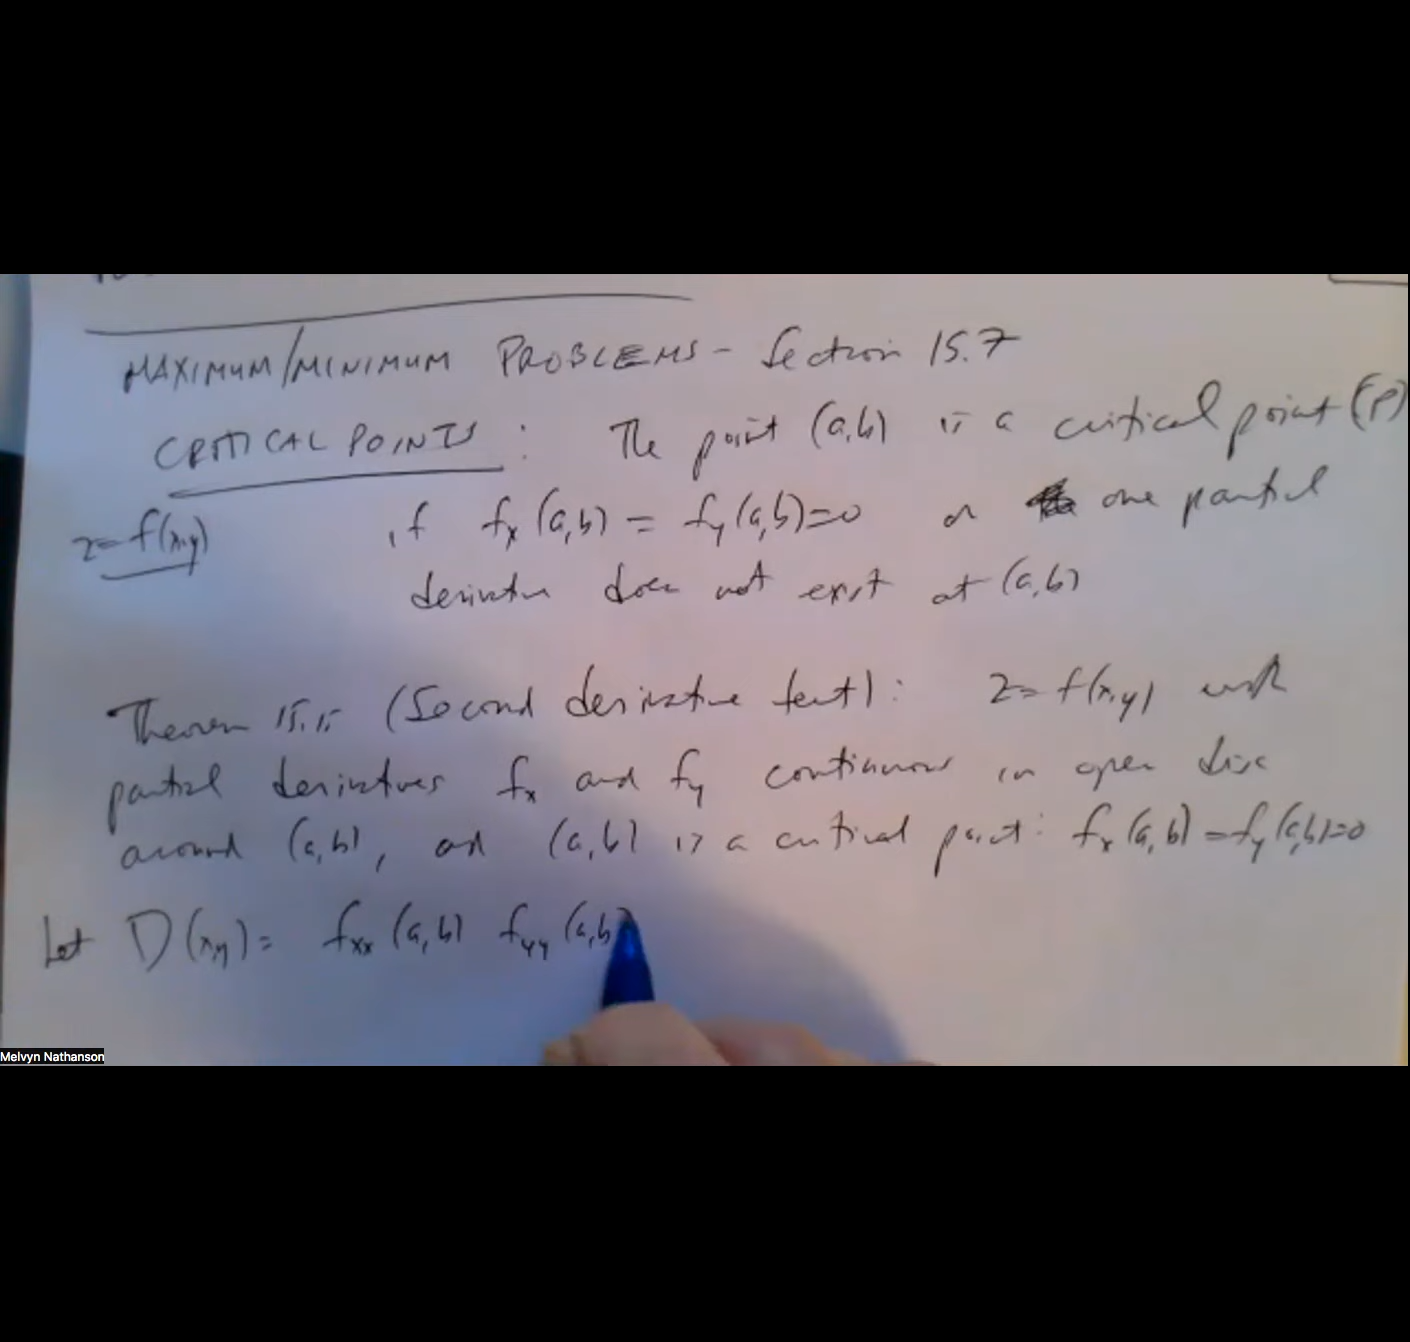 MAXIMUM/MINIMUM PROBLEMS - Section 15.7
CRITICAL POINTS : The point (a,b) is a critical point (P)
z=f(x,y) if fx (a,b) = fy (a,b)=0 or one partial
derivative does not exist at (a,b)
Theorem 15.15 (Second derivative test): z=f(x,y) with
partial derivatives fx and fy continuous in open disc
around (a,b), and (a,b) is a critical point: fx (a,b) = fy (a,b)=0
Let D(x,y)= fxx (a,b) fyy (a,b)
Melvyn Nathanson